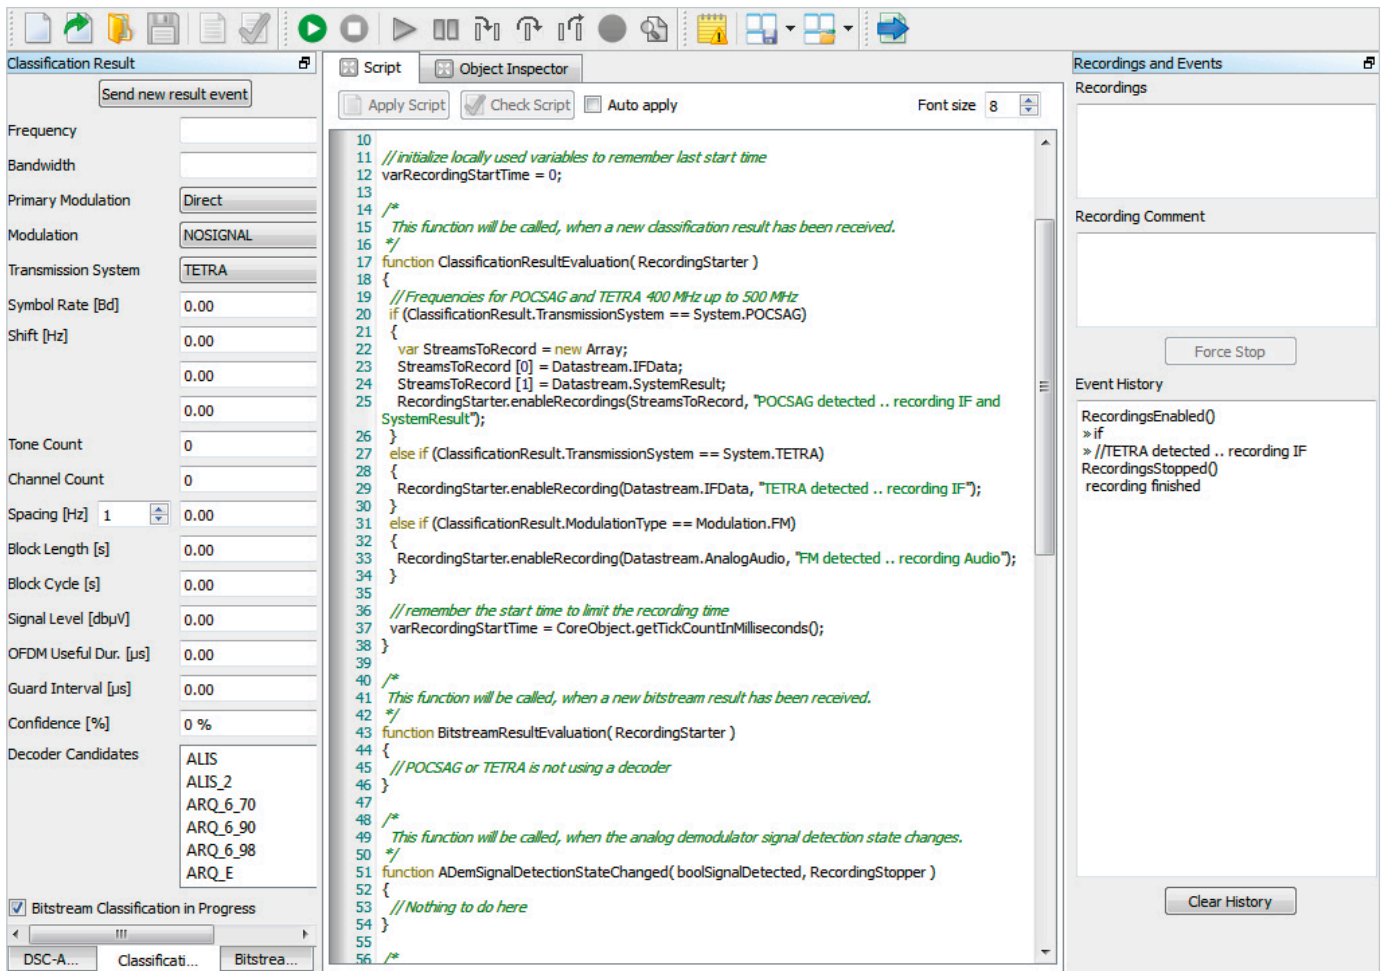 Classification Result
Send new result event
Frequency
Bandwidth
Primary Modulation Direct
Modulation NOSIGNAL
Transmission System TETRA
Symbol Rate [Bd] 0.00
Shift [Hz] 0.00
0.00
0.00
Tone Count 0
Channel Count 0
Spacing [Hz] 1 0.00
Block Length [s] 0.00
Block Cycle [s] 0.00
Signal Level [dbµV] 0.00
OFDM Useful Dur. [µs] 0.00
Guard Interval [µs] 0.00
Confidence [%] 0 %
Decoder Candidates
ALIS
ALIS_2
ARQ_6_70
ARQ_6_90
ARQ_6_98
ARQ_E
Bitstream Classification in Progress
DSC-A... Classificati... Bitstrea...
Script Object Inspector
Apply Script Check Script Auto apply Font size 8
10
11 //initialize locally used variables to remember last start time
12 varRecordingStartTime = 0;
13
14 /*
15 This function will be called, when a new classification result has been received.
16 */
17 function ClassificationResultEvaluation( RecordingStarter )
18 {
19 //Frequencies for POCSAG and TETRA 400 MHz up to 500 MHz
20 if (ClassificationResult.TransmissionSystem == System.POCSAG)
21 {
22 var StreamsToRecord = new Array;
23 StreamsToRecord [0] = Datastream.IFData;
24 StreamsToRecord [1] = Datastream.SystemResult;
25 RecordingStarter.enableRecordings(StreamsToRecord, "POCSAG detected .. recording IF and
SystemResult");
26 }
27 else if (ClassificationResult.TransmissionSystem == System.TETRA)
28 {
29 RecordingStarter.enableRecording(Datastream.IFData, "TETRA detected .. recording IF");
30 }
31 else if (ClassificationResult.ModulationType == Modulation.FM)
32 {
33 RecordingStarter.enableRecording(Datastream.AnalogAudio, "FM detected .. recording Audio");
34 }
35
36 //remember the start time to limit the recording time
37 varRecordingStartTime = CoreObject.getTickCountInMilliseconds();
38 }
39
40 /*
41 This function will be called, when a new bitstream result has been received.
42 */
43 function BitstreamResultEvaluation( RecordingStarter )
44 {
45 //POCSAG or TETRA is not using a decoder
46 }
47
48 /*
49 This function will be called, when the analog demodulator signal detection state changes.
50 */
51 function ADemSignalDetectionStateChanged( boolSignalDetected, RecordingStopper )
52 {
53 //Nothing to do here
54 }
55
56 /*
Recordings and Events
Recordings
Recording Comment
Force Stop
Event History
RecordingsEnabled()
» if
» //TETRA detected .. recording IF
RecordingsStopped()
recording finished
Clear History